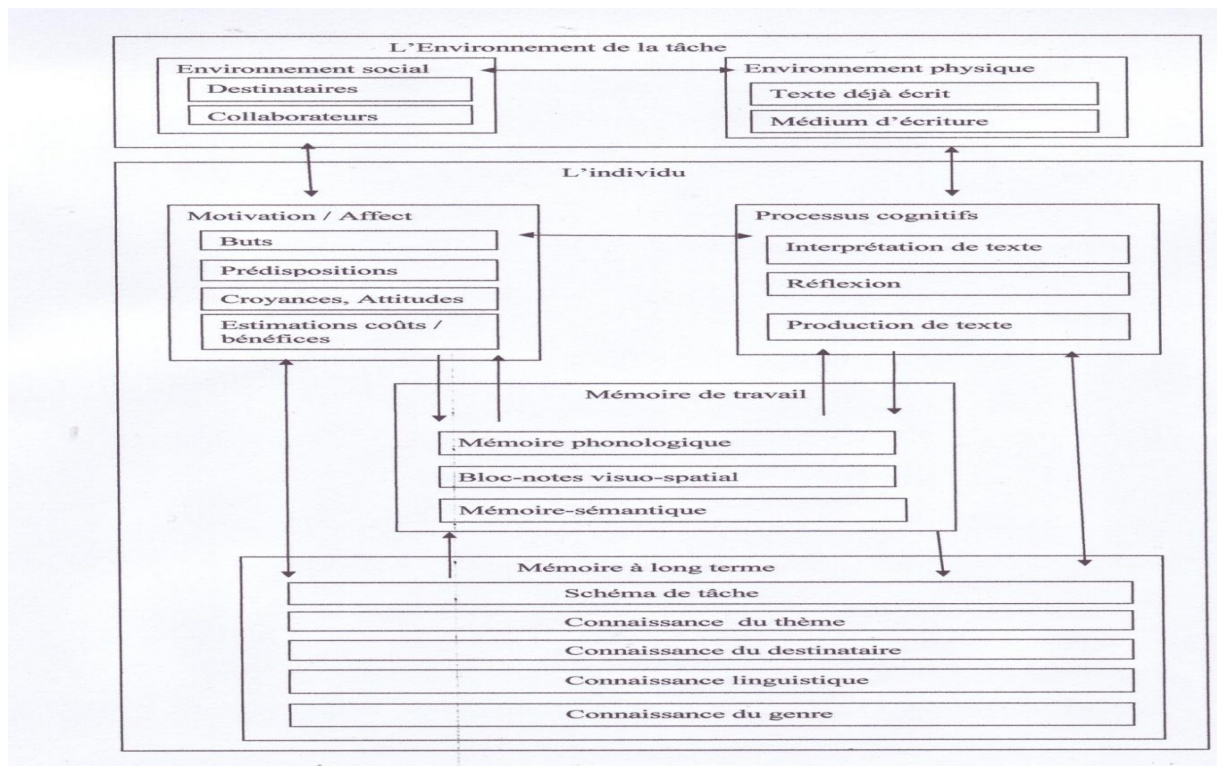 L'Environnement de la tâche
Environnement social
Destinataires
Collaborateurs
Environnement physique
Texte déjà écrit
Médium d'écriture
L'individu
Motivation / Affect
Buts
Prédispositions
Croyances, Attitudes
Estimations coûts /
bénéfices
Processus cognitifs
Interprétation de texte
Réflexion
Production de texte
Mémoire de travail
Mémoire phonologique
Bloc-notes visuo-spatial
Mémoire-sémantique
Mémoire à long terme
Schéma de tâche
Connaissance du thème
Connaissance du destinataire
Connaissance linguistique
Connaissance du genre